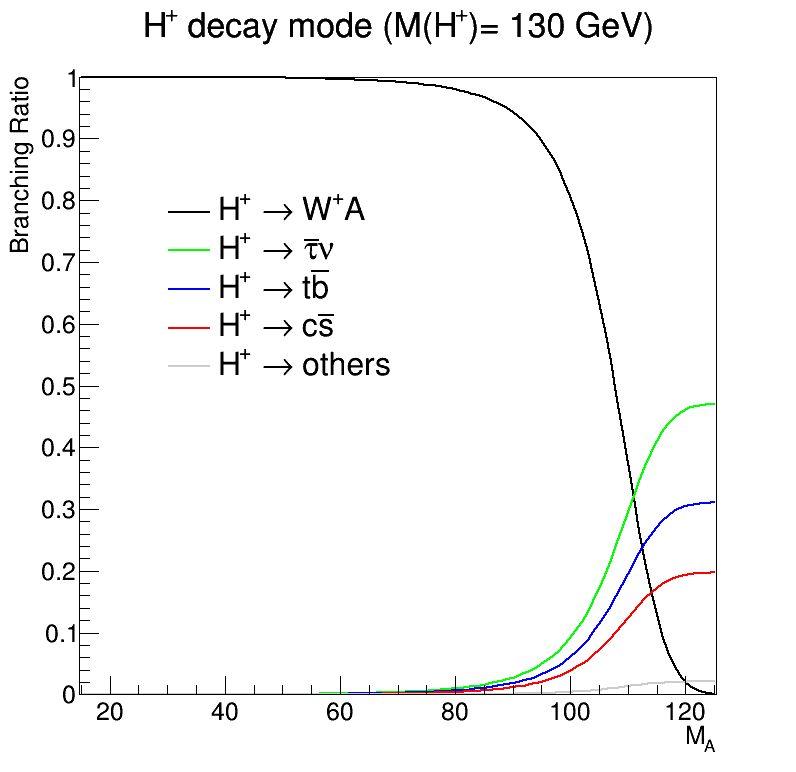 H⁺ decay mode (M(H⁺)= 130 GeV)
Branching Ratio
1
0.9
0.8
0.7
0.6
0.5
0.4
0.3
0.2
0.1
0
H⁺ → W⁺A
H⁺ → τ̄ν
H⁺ → tb̄
H⁺ → cs̄
H⁺ → others
20 40 60 80 100 120
M_A